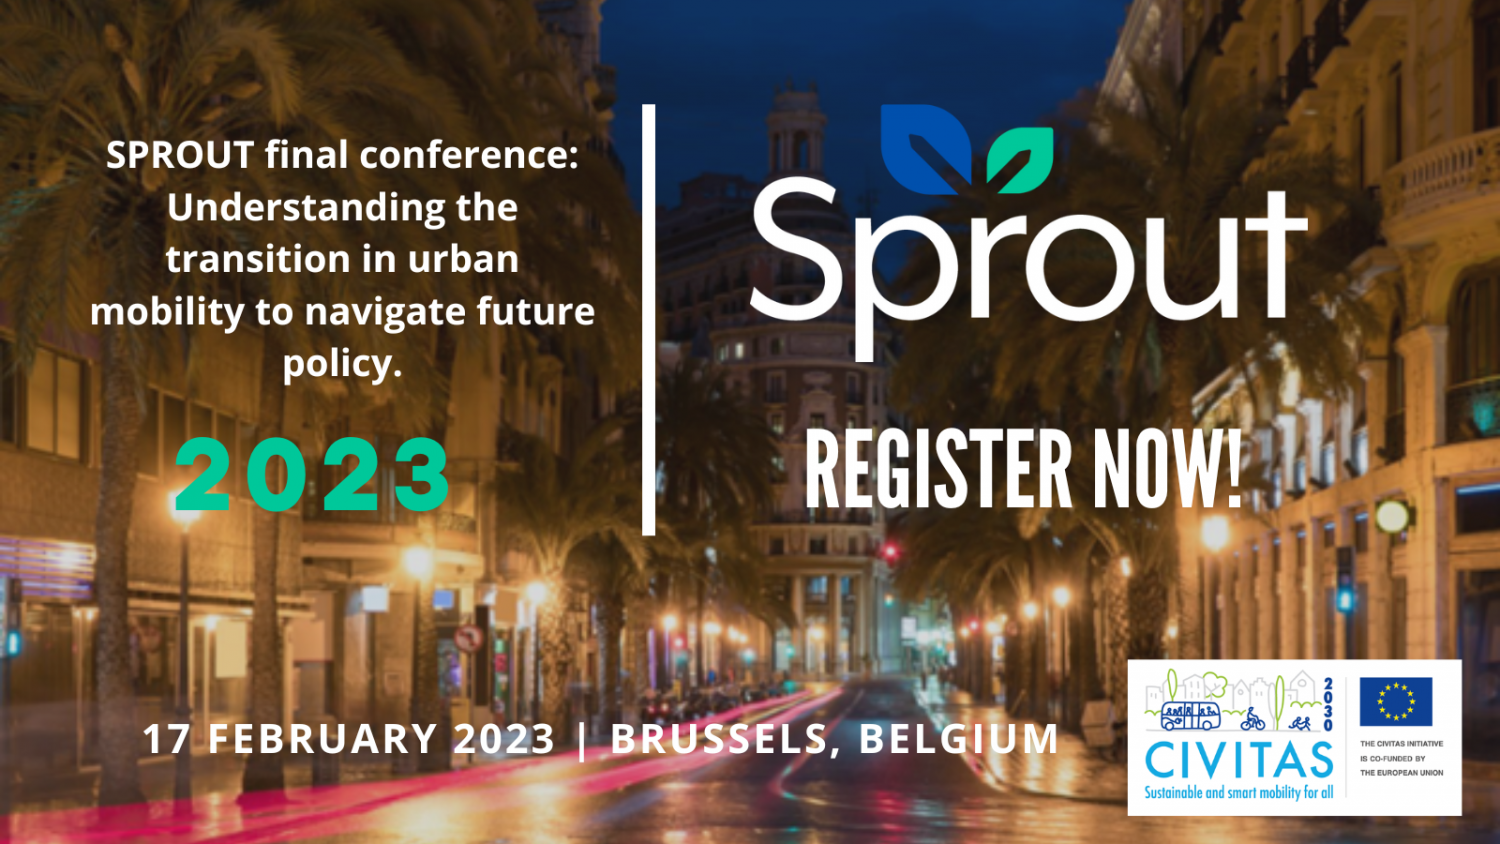 SPROUT final conference:
Understanding the
transition in urban
mobility to navigate future
policy.
2023
Sprout
REGISTER NOW!
17 FEBRUARY 2023 | BRUSSELS, BELGIUM
2030
CIVITAS
Sustainable and smart mobility for all
THE CIVITAS INITIATIVE
IS CO-FUNDED BY
THE EUROPEAN UNION